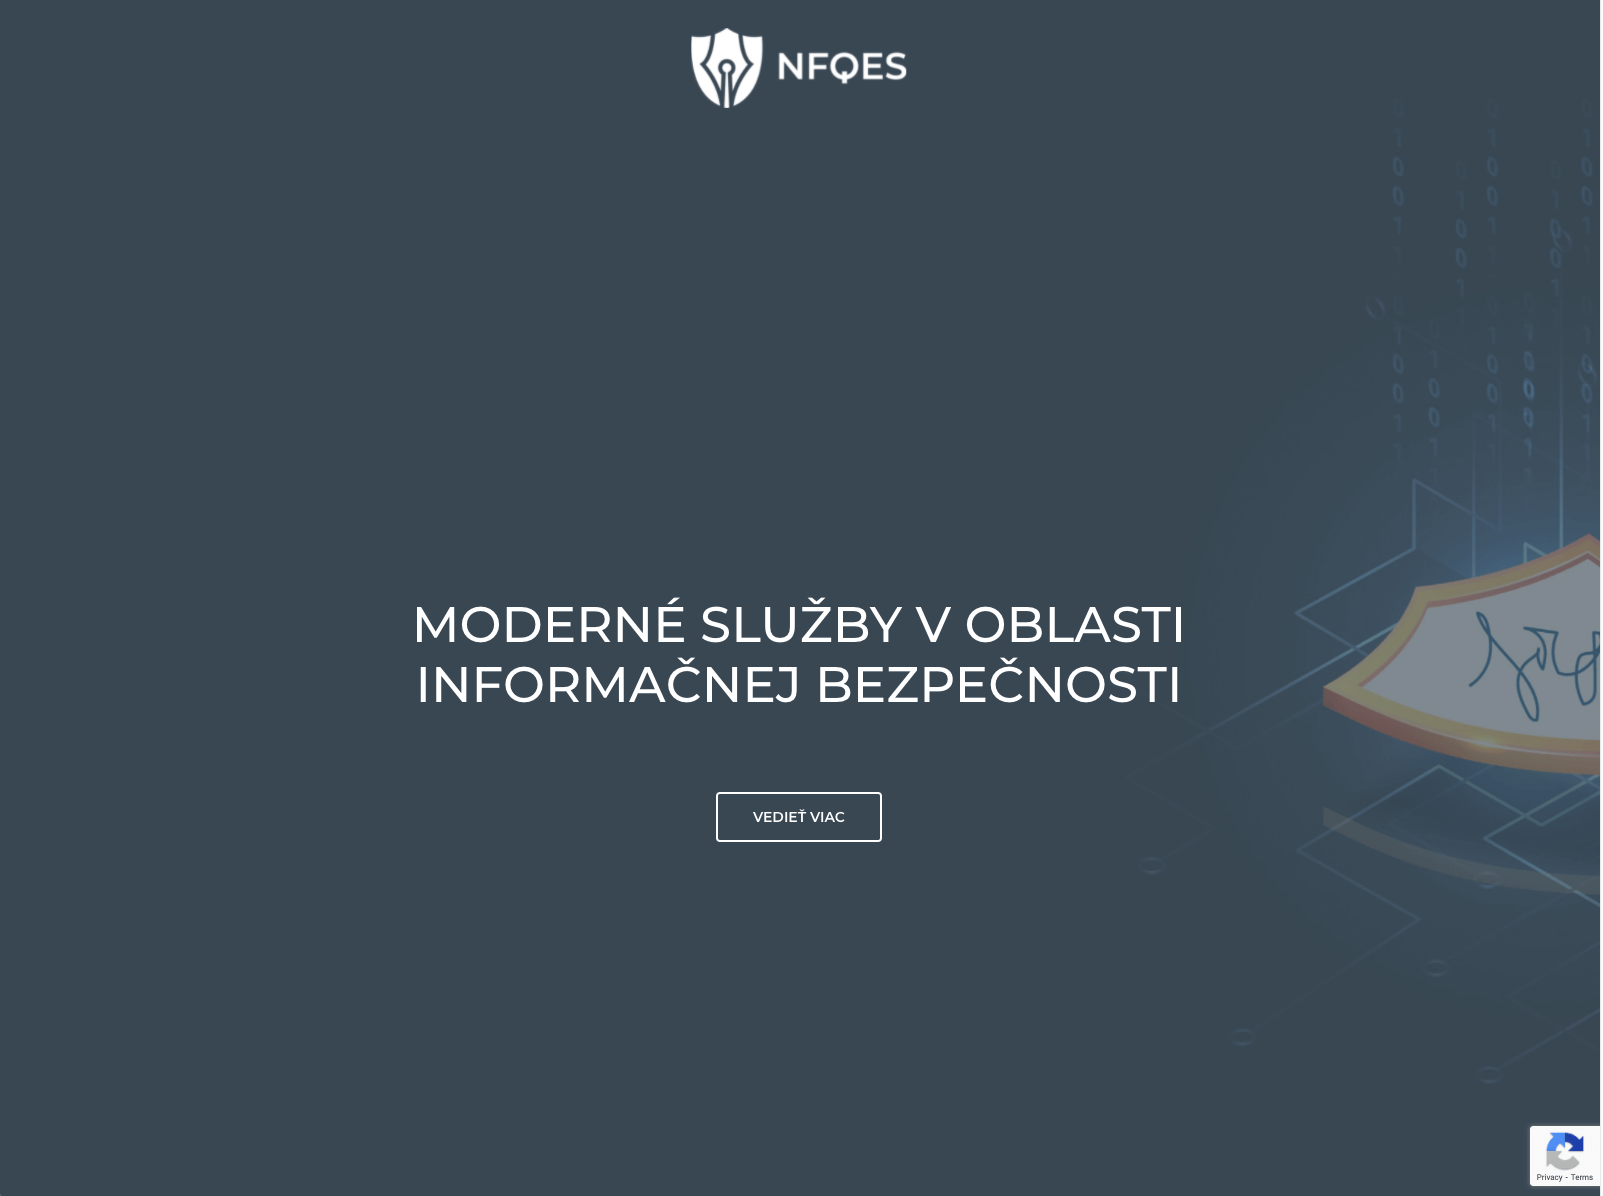 NFQES
MODERNÉ SLUŽBY V OBLASTI
INFORMAČNEJ BEZPEČNOSTI
VEDIEŤ VIAC
Privacy - Terms